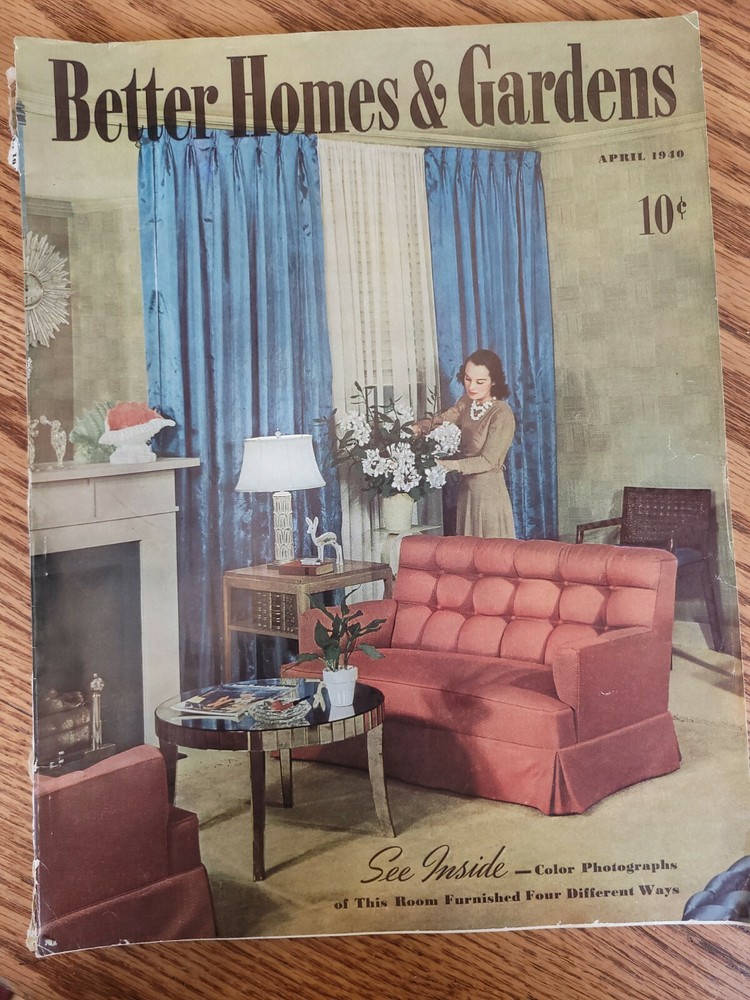 Better Homes & Gardens
APRIL 1940
10¢
See Inside —Color Photographs
of This Room Furnished Four Different Ways